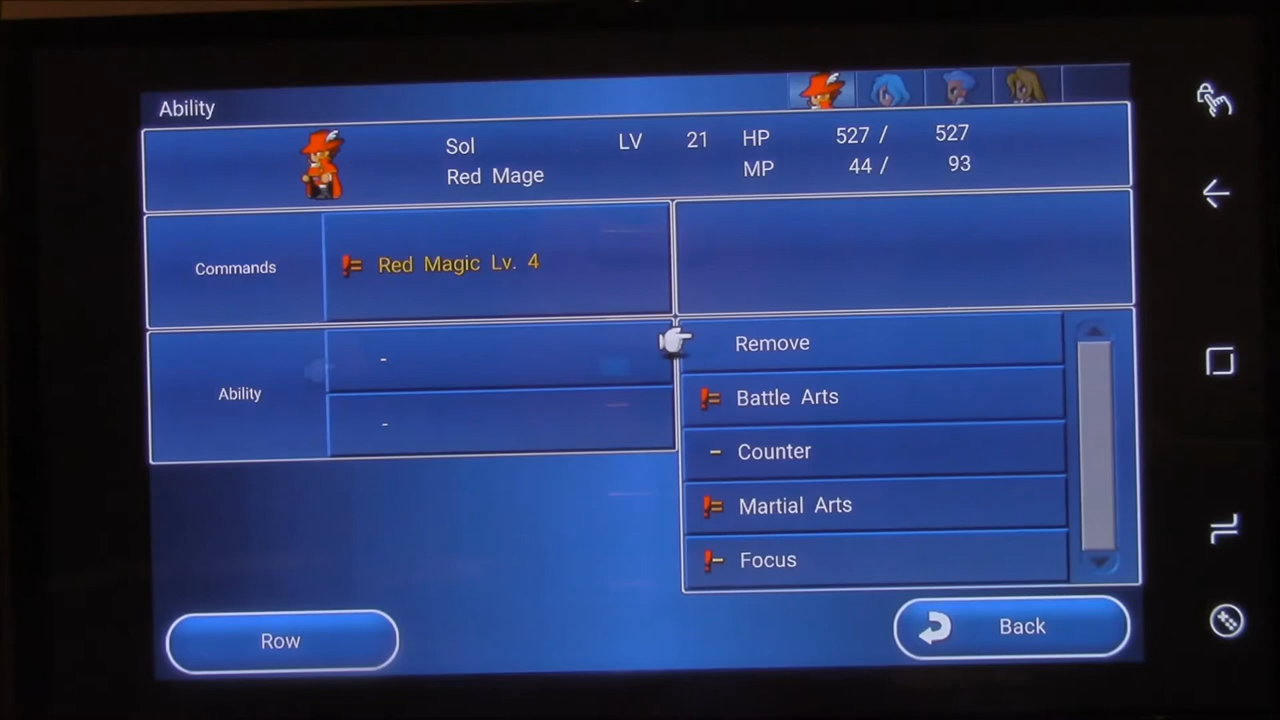 Ability
Sol LV 21 HP 527 / 527
Red Mage MP 44 / 93
Commands
Red Magic Lv. 4
Ability
-
-
Remove
Battle Arts
Counter
Martial Arts
Focus
Row
Back